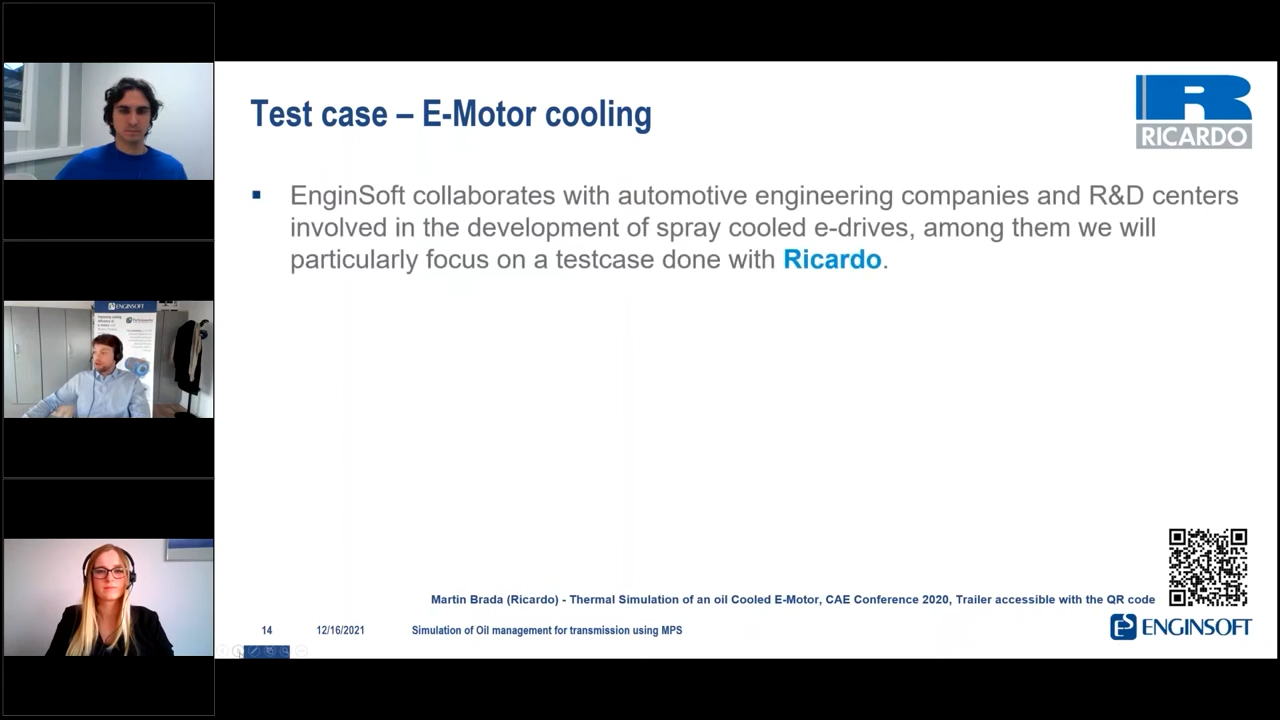 Test case – E-Motor cooling
RICARDO
▪ EnginSoft collaborates with automotive engineering companies and R&D centers
involved in the development of spray cooled e-drives, among them we will
particularly focus on a testcase done with Ricardo.
ENGINSOFT
Martin Brada (Ricardo) - Thermal Simulation of an oil Cooled E-Motor, CAE Conference 2020, Trailer accessible with the QR code
14 12/16/2021 Simulation of Oil management for transmission using MPS
ENGINSOFT